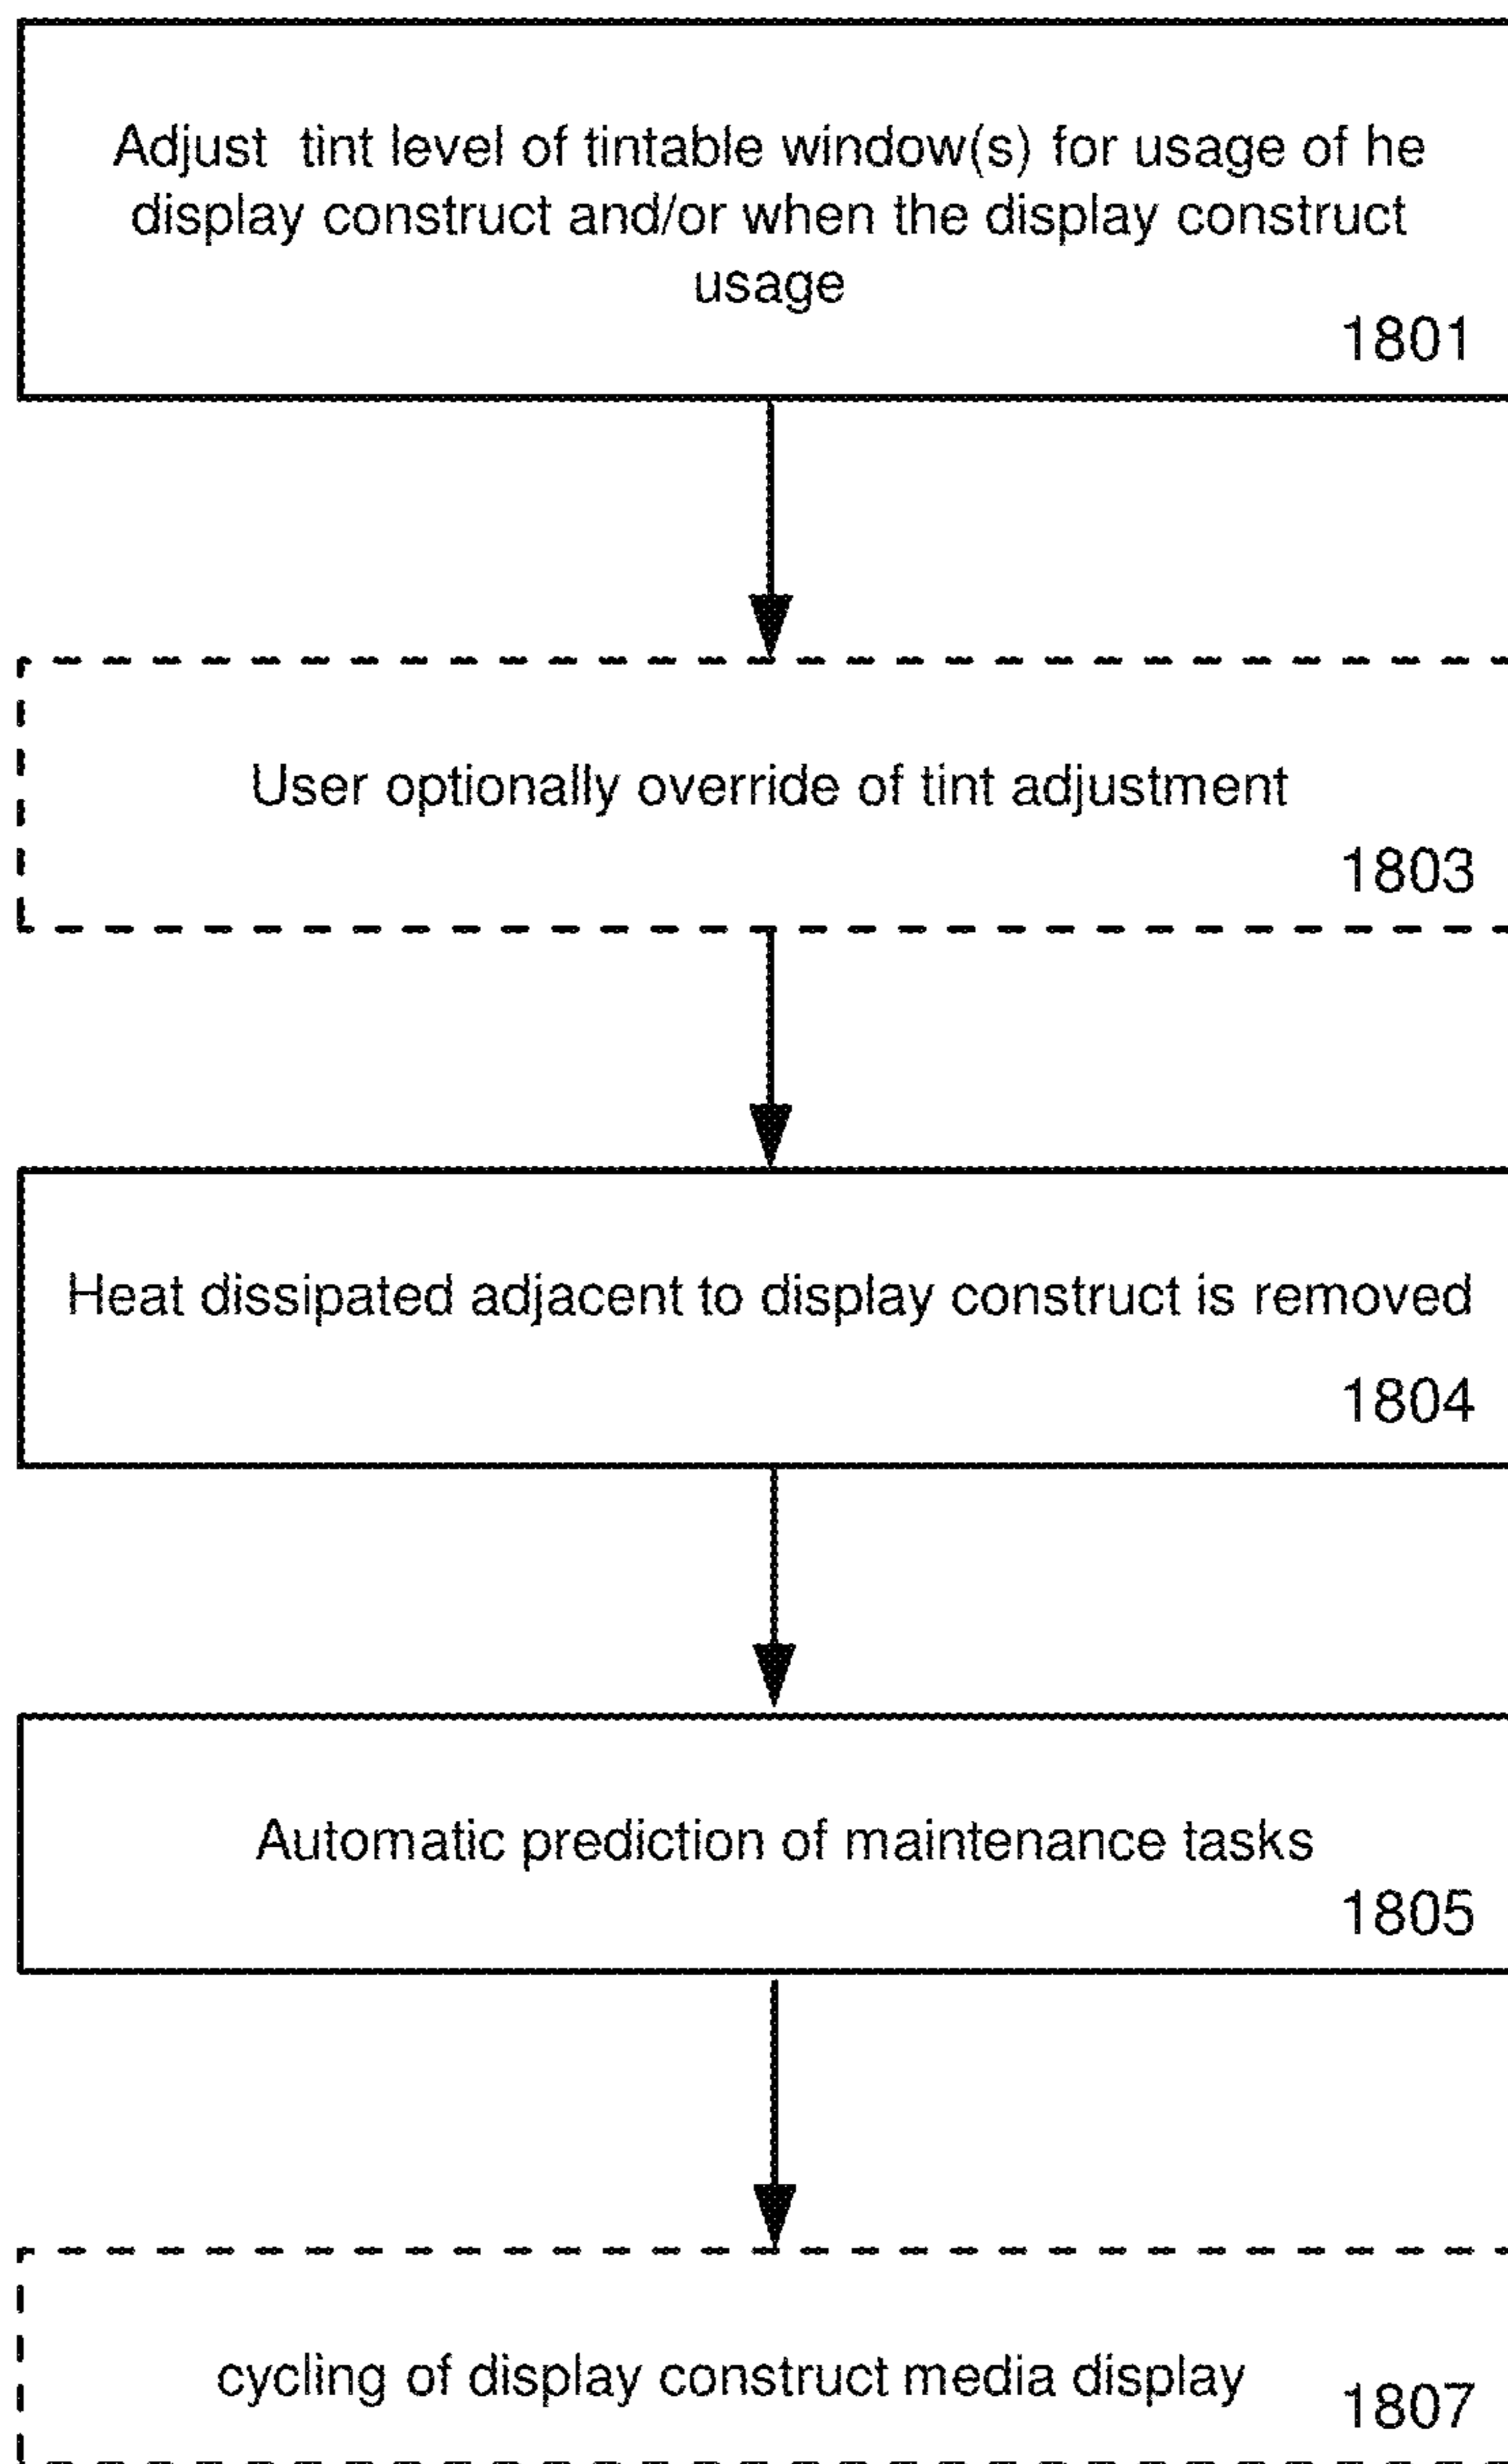 Adjust tint level of tintable window(s) for usage of he
display construct and/or when the display construct
usage
1801
User optionally override of tint adjustment
1803
Heat dissipated adjacent to display construct is removed
1804
Automatic prediction of maintenance tasks
1805
cycling of display construct media display
1807